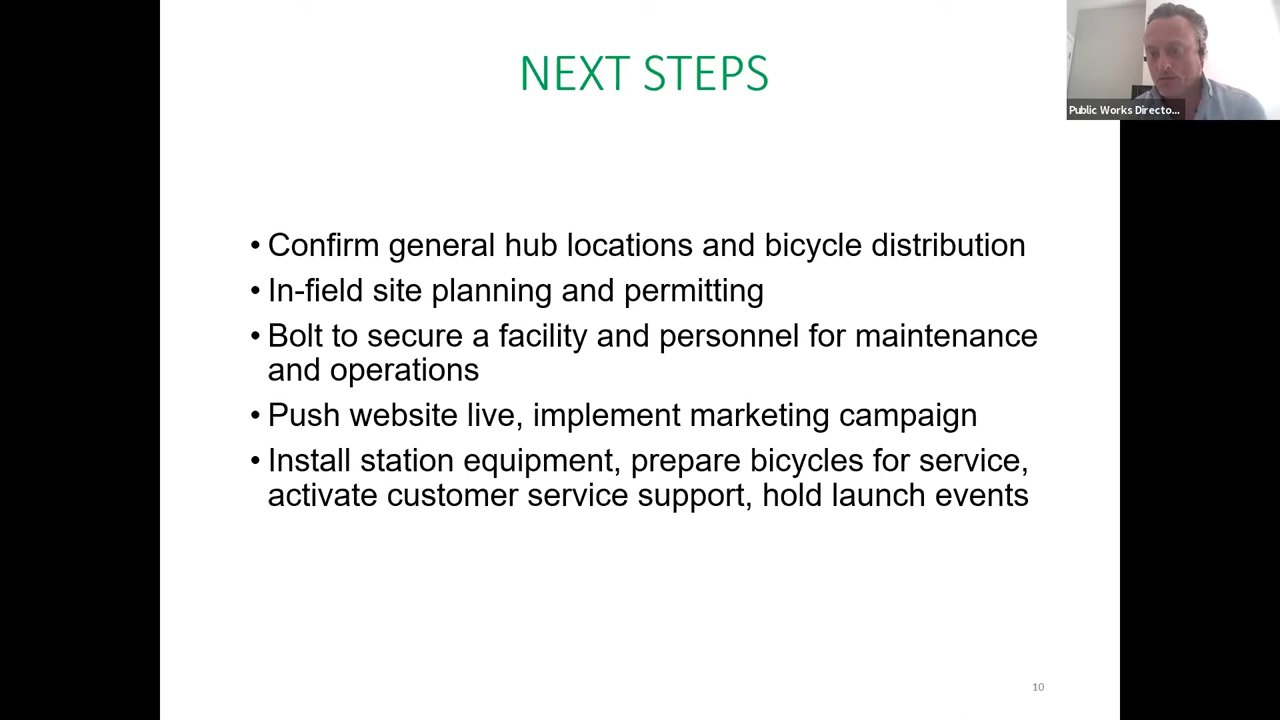 NEXT STEPS
Public Works Directo...
• Confirm general hub locations and bicycle distribution
• In-field site planning and permitting
• Bolt to secure a facility and personnel for maintenance
and operations
• Push website live, implement marketing campaign
• Install station equipment, prepare bicycles for service,
activate customer service support, hold launch events
10